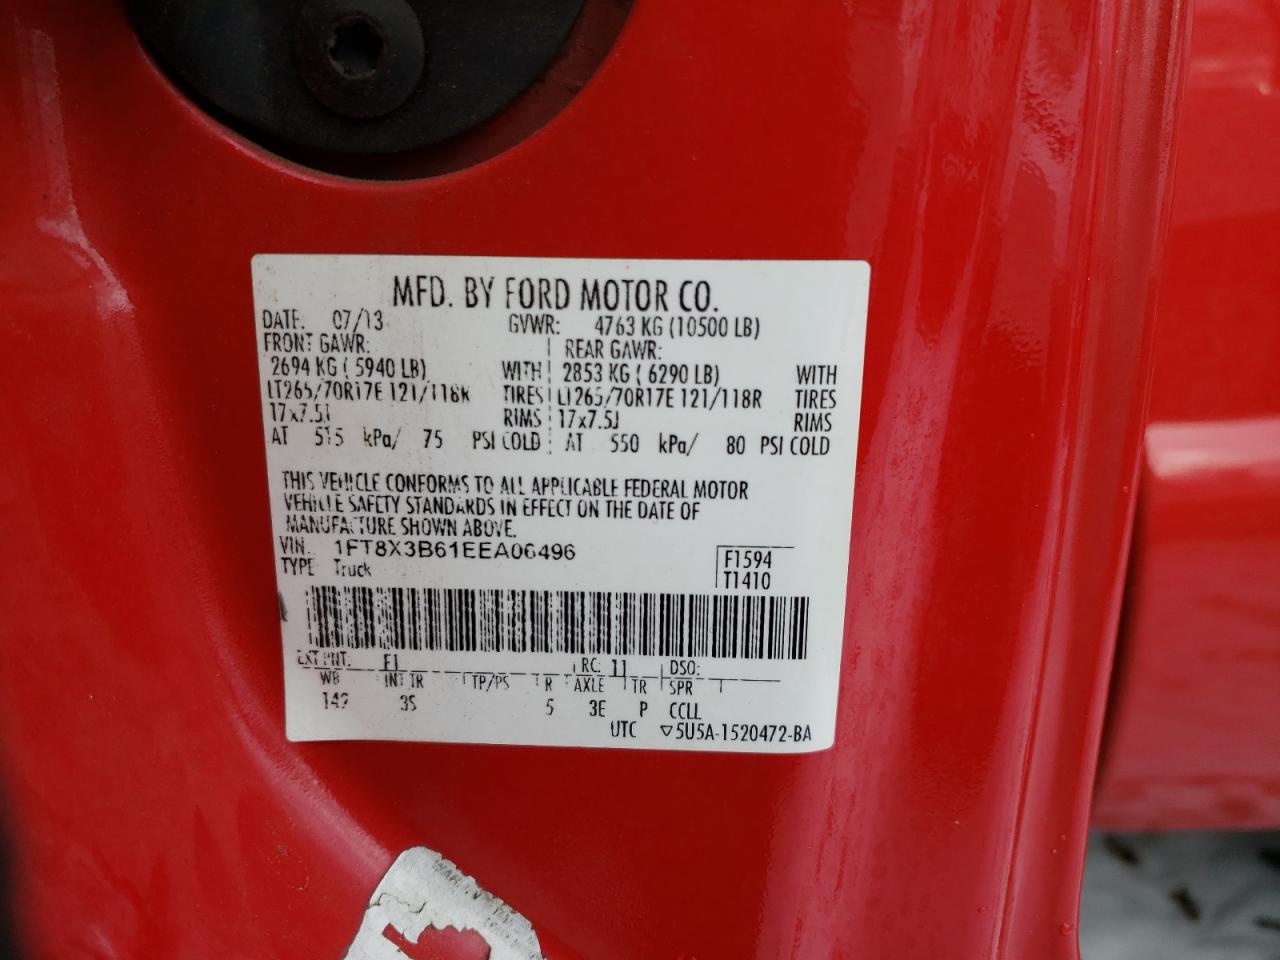 MFD. BY FORD MOTOR CO.
DATE: 07/13 GVWR: 4763 KG (10500 LB)
FRONT GAWR: REAR GAWR:
2694 KG ( 5940 LB) WITH 2853 KG ( 6290 LB) WITH
LT265/70R17E 121/118R TIRES LT265/70R17E 121/118R TIRES
17x7.5J RIMS 17x7.5J RIMS
AT 515 kPa/ 75 PSI COLD AT 550 kPa/ 80 PSI COLD
THIS VEHICLE CONFORMS TO ALL APPLICABLE FEDERAL MOTOR
VEHICLE SAFETY STANDARDS IN EFFECT ON THE DATE OF
MANUFACTURE SHOWN ABOVE.
VIN: 1FT8X3B61EEA06496
TYPE: Truck
F1594
T1410
EXT PNT: F1 RC: 11 DSO:
WB INT TR TP/PS R AXLE TR SPR
142 3S 5 3E P CCLL
UTC ▽5U5A-1520472-BA